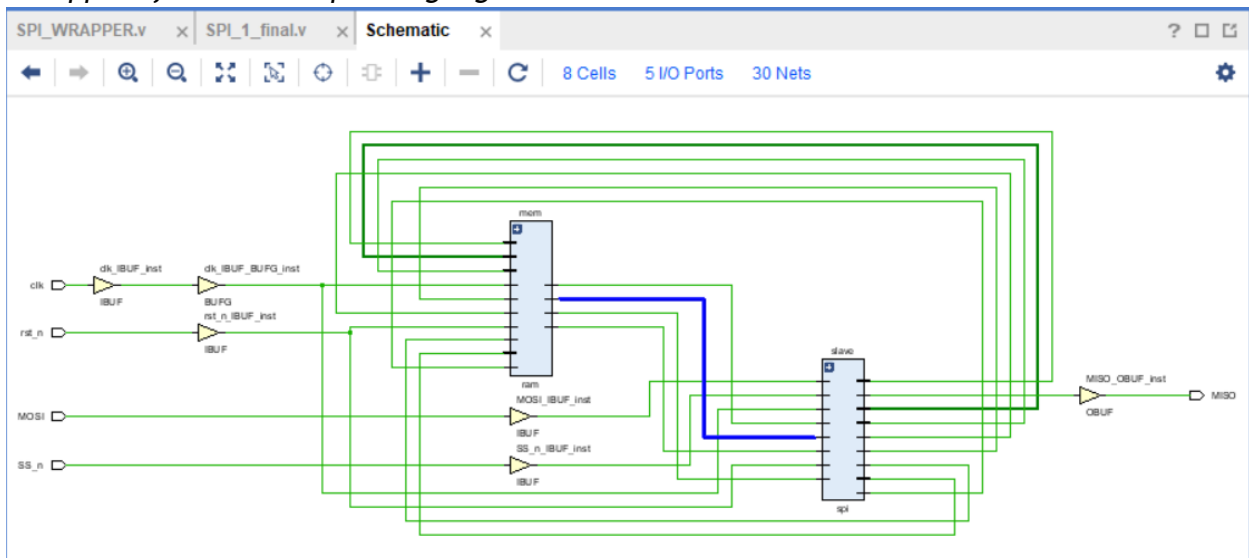 SPI_WRAPPER.v × SPI_1_final.v × Schematic ×
8 Cells 5 I/O Ports 30 Nets
mem
clk
clk_IBUF_inst
IBUF
clk_IBUF_BUFG_inst
BUFG
rst_n
rst_n_IBUF_inst
IBUF
ram
slave
MOSI
MOSI_IBUF_inst
IBUF
MISO_OBUF_inst
OBUF
MISO
SS_n
SS_n_IBUF_inst
IBUF
spi